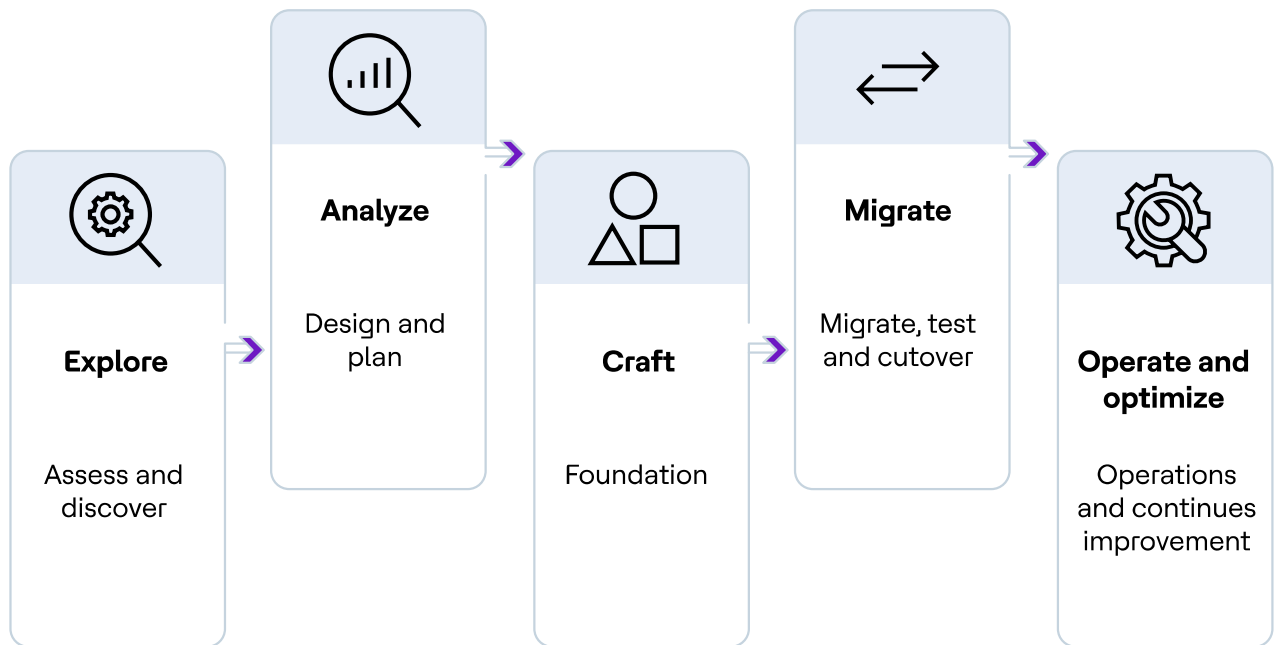 Explore
Assess and
discover
Analyze
Design and
plan
Craft
Foundation
Migrate
Migrate, test
and cutover
Operate and
optimize
Operations
and continues
improvement